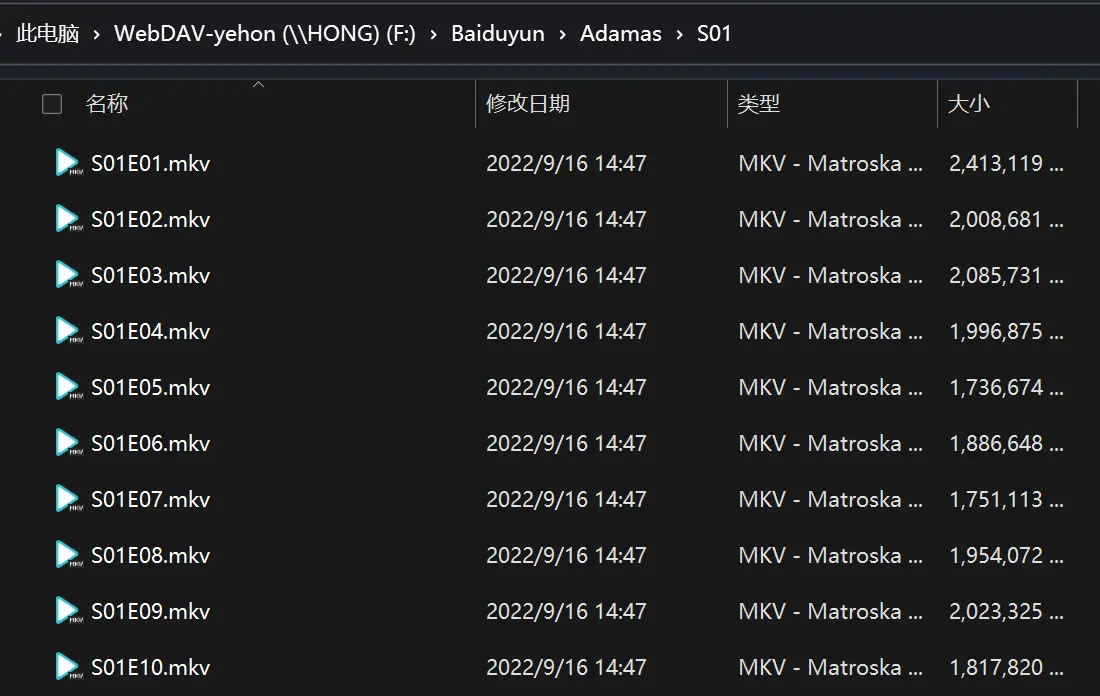 此电脑 › WebDAV-yehon (\\HONG) (F:) › Baiduyun › Adamas › S01
名称 修改日期 类型 大小
S01E01.mkv 2022/9/16 14:47 MKV - Matroska ... 2,413,119 ...
S01E02.mkv 2022/9/16 14:47 MKV - Matroska ... 2,008,681 ...
S01E03.mkv 2022/9/16 14:47 MKV - Matroska ... 2,085,731 ...
S01E04.mkv 2022/9/16 14:47 MKV - Matroska ... 1,996,875 ...
S01E05.mkv 2022/9/16 14:47 MKV - Matroska ... 1,736,674 ...
S01E06.mkv 2022/9/16 14:47 MKV - Matroska ... 1,886,648 ...
S01E07.mkv 2022/9/16 14:47 MKV - Matroska ... 1,751,113 ...
S01E08.mkv 2022/9/16 14:47 MKV - Matroska ... 1,954,072 ...
S01E09.mkv 2022/9/16 14:47 MKV - Matroska ... 2,023,325 ...
S01E10.mkv 2022/9/16 14:47 MKV - Matroska ... 1,817,820 ...